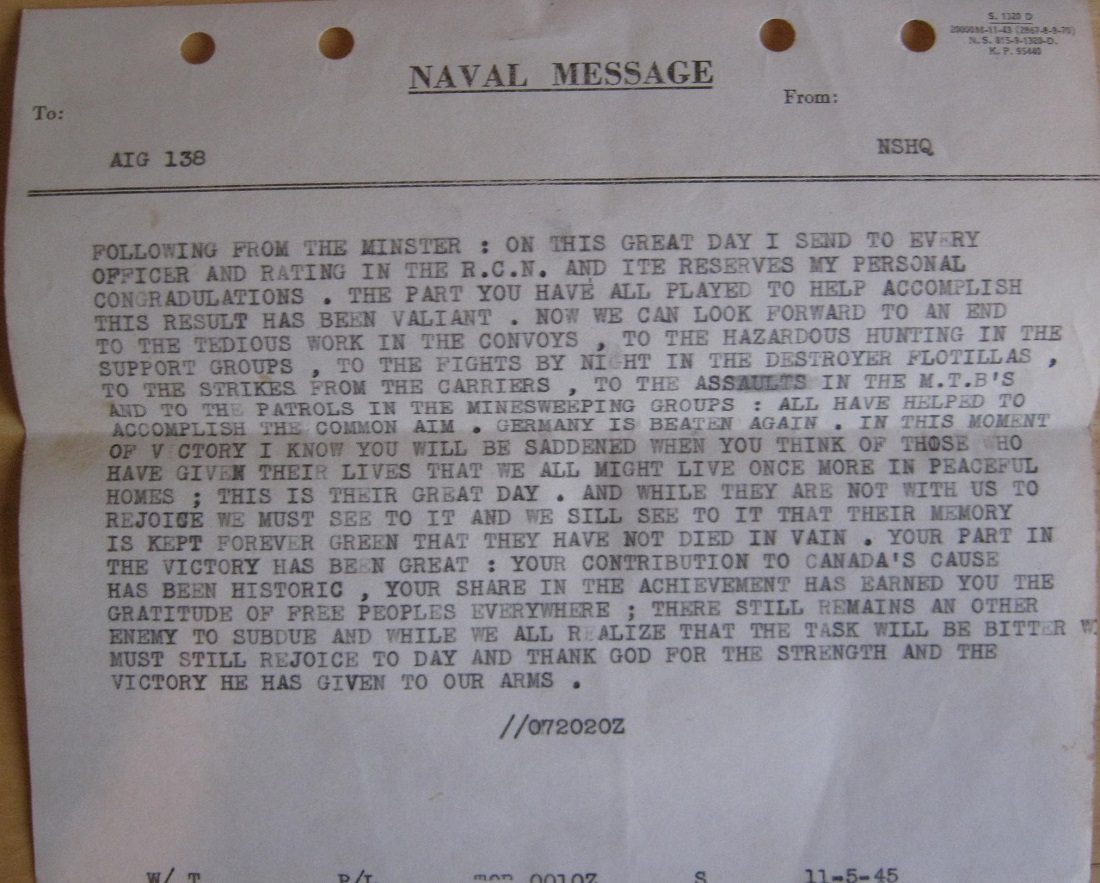 S. 1320 D
N. S. 815-9-1320-D.
K. P. 95440
NAVAL MESSAGE
To:
From:
AIG 138
NSHQ
FOLLOWING FROM THE MINSTER : ON THIS GREAT DAY I SEND TO EVERY
OFFICER AND RATING IN THE R.C.N. AND ITE RESERVES MY PERSONAL
CONGRADULATIONS . THE PART YOU HAVE ALL PLAYED TO HELP ACCOMPLISH
THIS RESULT HAS BEEN VALIANT . NOW WE CAN LOOK FORWARD TO AN END
TO THE TEDIOUS WORK IN THE CONVOYS , TO THE HAZARDOUS HUNTING IN THE
SUPPORT GROUPS , TO THE FIGHTS BY NIGHT IN THE DESTROYER FLOTILLAS ,
TO THE STRIKES FROM THE CARRIERS , TO THE ASSAULTS IN THE M.T.B'S
AND TO THE PATROLS IN THE MINESWEEPING GROUPS : ALL HAVE HELPED TO
ACCOMPLISH THE COMMON AIM . GERMANY IS BEATEN AGAIN . IN THIS MOMENT
OF VICTORY I KNOW YOU WILL BE SADDENED WHEN YOU THINK OF THOSE WHO
HAVE GIVEN THEIR LIVES THAT WE ALL MIGHT LIVE ONCE MORE IN PEACEFUL
HOMES ; THIS IS THEIR GREAT DAY . AND WHILE THEY ARE NOT WITH US TO
REJOICE WE MUST SEE TO IT AND WE SILL SEE TO IT THAT THEIR MEMORY
IS KEPT FOREVER GREEN THAT THEY HAVE NOT DIED IN VAIN . YOUR PART IN
THE VICTORY HAS BEEN GREAT : YOUR CONTRIBUTION TO CANADA'S CAUSE
HAS BEEN HISTORIC , YOUR SHARE IN THE ACHIEVEMENT HAS EARNED YOU THE
GRATITUDE OF FREE PEOPLES EVERYWHERE ; THERE STILL REMAINS AN OTHER
ENEMY TO SUBDUE AND WHILE WE ALL REALIZE THAT THE TASK WILL BE BITTER
MUST STILL REJOICE TO DAY AND THANK GOD FOR THE STRENGTH AND THE
VICTORY HE HAS GIVEN TO OUR ARMS .
//072020Z
W/T P/L 0010Z S 11-5-45